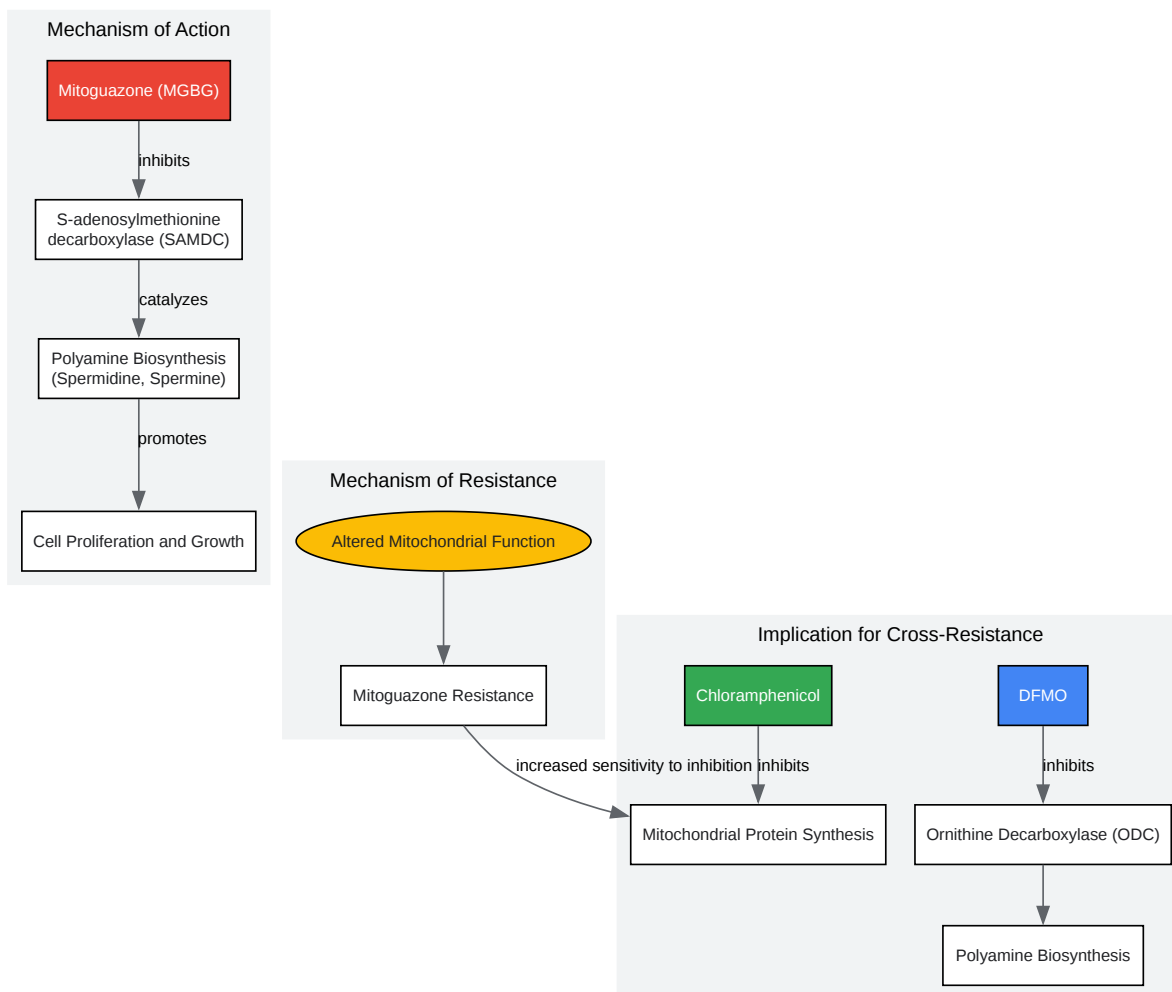 Mechanism of Action
Mitoguazone (MGBG)
inhibits
S-adenosylmethionine
decarboxylase (SAMDC)
catalyzes
Polyamine Biosynthesis
(Spermidine, Spermine)
promotes
Cell Proliferation and Growth
Mechanism of Resistance
Altered Mitochondrial Function
Mitoguazone Resistance
increased sensitivity to inhibition
Implication for Cross-Resistance
Chloramphenicol
inhibits
Mitochondrial Protein Synthesis
DFMO
inhibits
Ornithine Decarboxylase (ODC)
Polyamine Biosynthesis